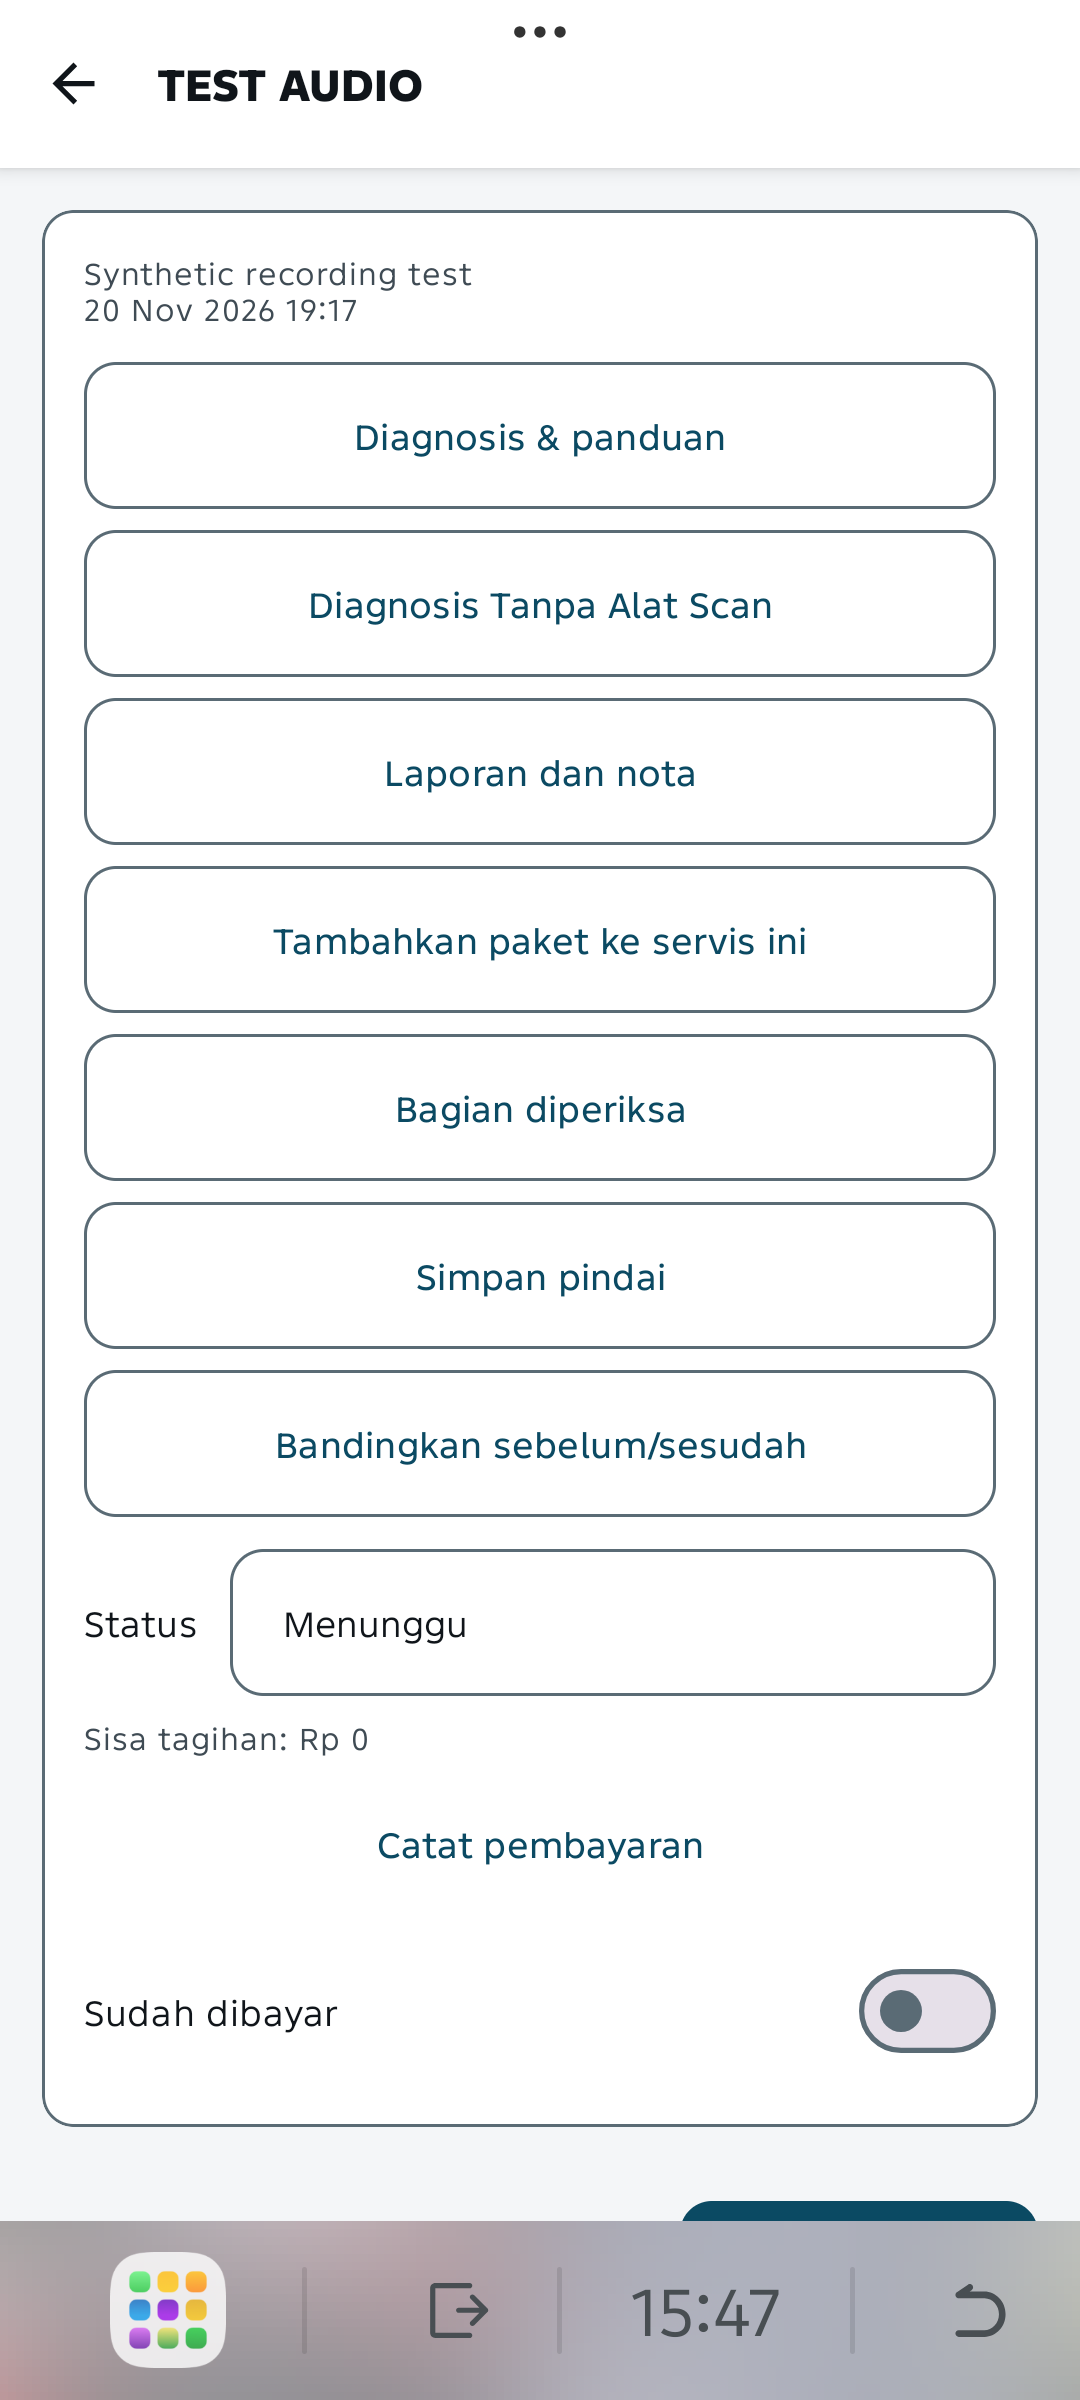 TEST AUDIO
Synthetic recording test
20 Nov 2026 19:17
Diagnosis & panduan
Diagnosis Tanpa Alat Scan
Laporan dan nota
Tambahkan paket ke servis ini
Bagian diperiksa
Simpan pindai
Bandingkan sebelum/sesudah
Status
Menunggu
Sisa tagihan: Rp 0
Catat pembayaran
Sudah dibayar
15:47